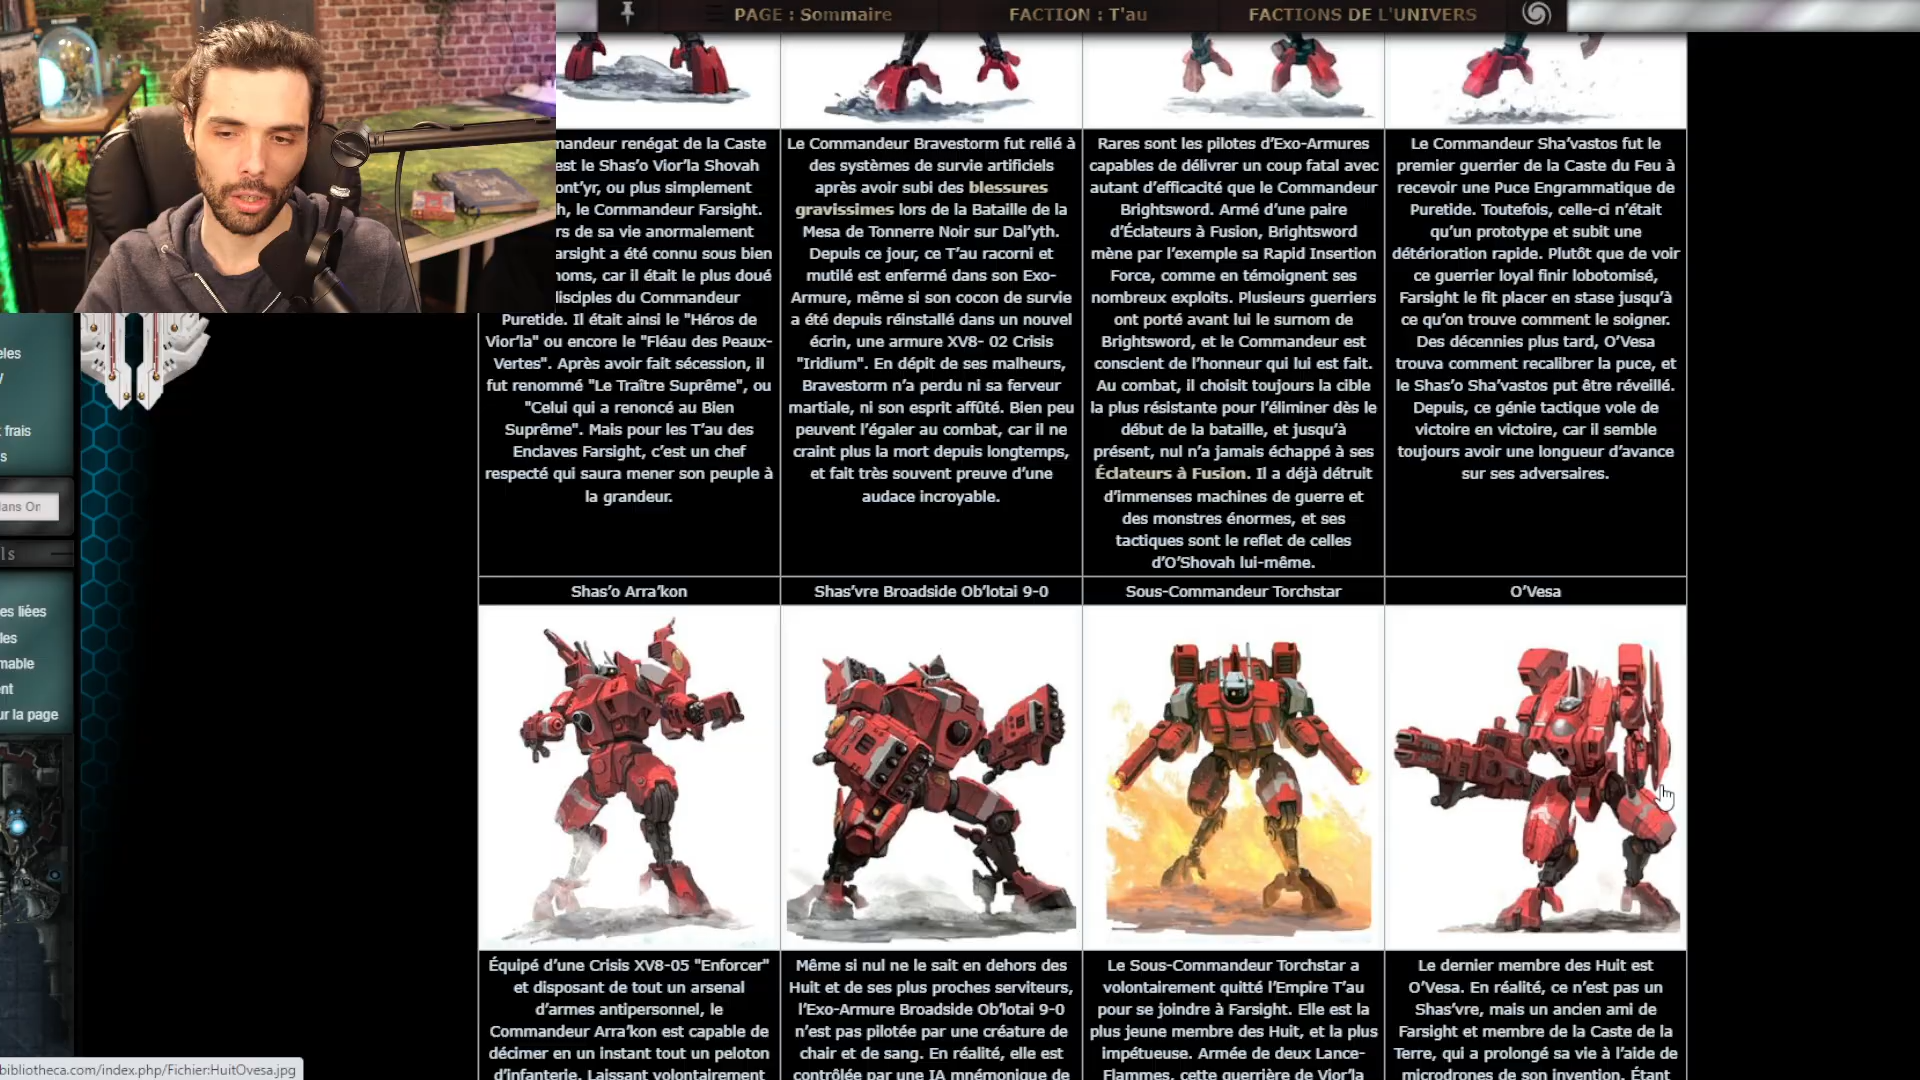 PAGE : Sommaire
FACTION : T'au
FACTIONS DE L'UNIVERS
mandeur renégat de la Caste
est le Shas'o Vior'la Shovah
ont'yr, ou plus simplement
h, le Commandeur Farsight.
rs de sa vie anormalement
arsight a été connu sous bien
noms, car il était le plus doué
disciples du Commandeur
Puretide. Il était ainsi le "Héros de
Vior'la" ou encore le "Fléau des Peaux-
Vertes". Après avoir fait sécession, il
fut renommé "Le Traître Suprême", ou
"Celui qui a renoncé au Bien
Suprême". Mais pour les T'au des
Enclaves Farsight, c'est un chef
respecté qui saura mener son peuple à
la grandeur.
Le Commandeur Bravestorm fut relié à
des systèmes de survie artificiels
après avoir subi des blessures
gravissimes lors de la Bataille de la
Mesa de Tonnerre Noir sur Dal'yth.
Depuis ce jour, ce T'au racorni et
mutilé est enfermé dans son Exo-
Armure, même si son cocon de survie
a été depuis réinstallé dans un nouvel
écrin, une armure XV8- 02 Crisis
"Iridium". En dépit de ses malheurs,
Bravestorm n'a perdu ni sa ferveur
martiale, ni son esprit affûté. Bien peu
peuvent l'égaler au combat, car il ne
craint plus la mort depuis longtemps,
et fait très souvent preuve d'une
audace incroyable.
Rares sont les pilotes d'Exo-Armures
capables de délivrer un coup fatal avec
autant d'efficacité que le Commandeur
Brightsword. Armé d'une paire
d'Éclateurs à Fusion, Brightsword
mène par l'exemple sa Rapid Insertion
Force, comme en témoignent ses
nombreux exploits. Plusieurs guerriers
ont porté avant lui le surnom de
Brightsword, et le Commandeur est
conscient de l'honneur qui lui est fait.
Au combat, il choisit toujours la cible
la plus résistante pour l'éliminer dès le
début de la bataille, et jusqu'à
présent, nul n'a jamais échappé à ses
Éclateurs à Fusion. Il a déjà détruit
d'immenses machines de guerre et
des monstres énormes, et ses
tactiques sont le reflet de celles
d'O'Shovah lui-même.
Le Commandeur Sha'vastos fut le
premier guerrier de la Caste du Feu à
recevoir une Puce Engrammatique de
Puretide. Toutefois, celle-ci n'était
qu'un prototype et subit une
détérioration rapide. Plutôt que de voir
ce guerrier loyal finir lobotomisé,
Farsight le fit placer en stase jusqu'à
ce qu'on trouve comment le soigner.
Des décennies plus tard, O'Vesa
trouva comment recalibrer la puce, et
le Shas'o Sha'vastos put être réveillé.
Depuis, ce génie tactique vole de
victoire en victoire, car il semble
toujours avoir une longueur d'avance
sur ses adversaires.
Shas'o Arra'kon
Shas'vre Broadside Ob'lotai 9-0
Sous-Commandeur Torchstar
O'Vesa
Équipé d'une Crisis XV8-05 "Enforcer"
et disposant de tout un arsenal
d'armes antipersonnel, le
Commandeur Arra'kon est capable de
décimer en un instant tout un peloton
d'infanterie. Laissant volontairement
Même si nul ne le sait en dehors des
Huit et de ses plus proches serviteurs,
l'Exo-Armure Broadside Ob'lotai 9-0
n'est pas pilotée par une créature de
chair et de sang. En réalité, elle est
contrôlée par une IA mnémonique de
Le Sous-Commandeur Torchstar a
volontairement quitté l'Empire T'au
pour se joindre à Farsight. Elle est la
plus jeune membre des Huit, et la plus
impétueuse. Armée de deux Lance-
Flammes, cette guerrière de Vior'la
Le dernier membre des Huit est
O'Vesa. En réalité, ce n'est pas un
Shas'vre, mais un ancien ami de
Farsight et membre de la Caste de la
Terre, qui a prolongé sa vie à l'aide de
microdrones de son invention. Étant
eles
frais
s
dans Or
ls
es liées
les
mable
nt
ur la page
bibliotheca.com/index.php/Fichier:HuitOvesa.jpg